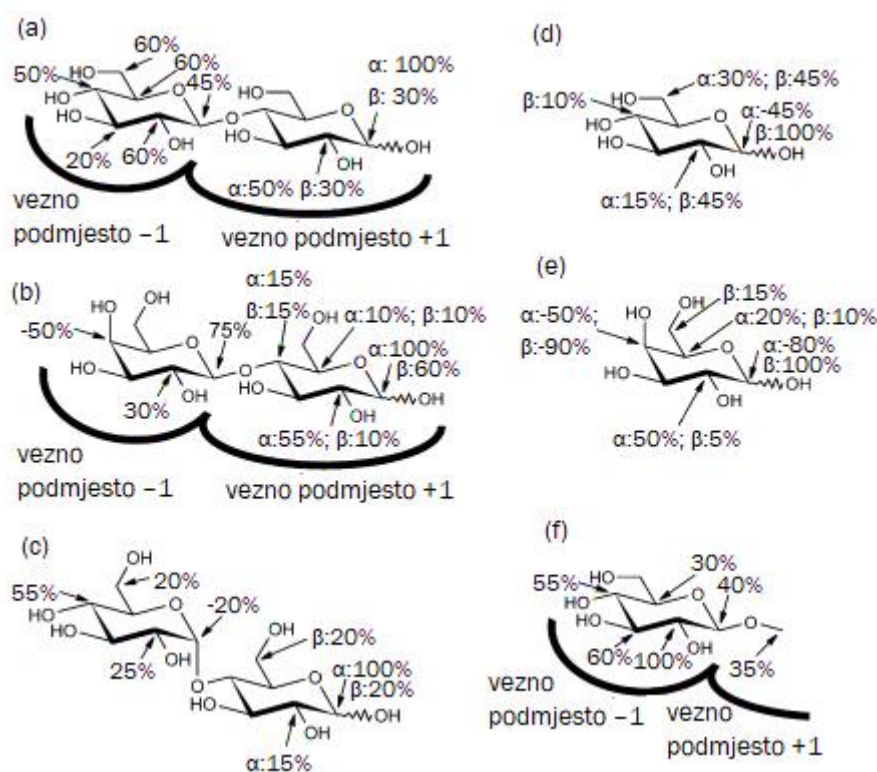 (a)
60%
50%
HO
60%
45%
HO
HO
α: 100%
β: 30%
HO
O
O
O
HO
OH
OH
OH
20%
60%
α:50% β:30%
vezno
podmjesto –1
vezno podmjesto +1
(b)
α:15%
β:15%
HO
OH
OH
α:10%; β:10%
-50%
75%
α:100%
β:60%
O
O
O
HO
HO
OH
OH
OH
30%
α:55%; β:10%
vezno
podmjesto –1
vezno podmjesto +1
(c)
OH
20%
55%
-20%
HO
HO
O
OH
OH
β:20%
25%
α:100%
β:20%
O
O
HO
OH
OH
α:15%
(d)
α:30%; β:45%
β:10%
HO
HO
HO
O
α:-45%
β:100%
OH
OH
α:15%; β:45%
(e)
OH
HO
β:15%
α:-50%;
β:-90%
α:20%; β:10%
α:-80%
β:100%
O
HO
OH
OH
α:50%; β:5%
(f)
30%
55%
HO
40%
HO
HO
O
O
OH
60%
100%
35%
vezno
podmjesto –1
vezno
podmjesto +1